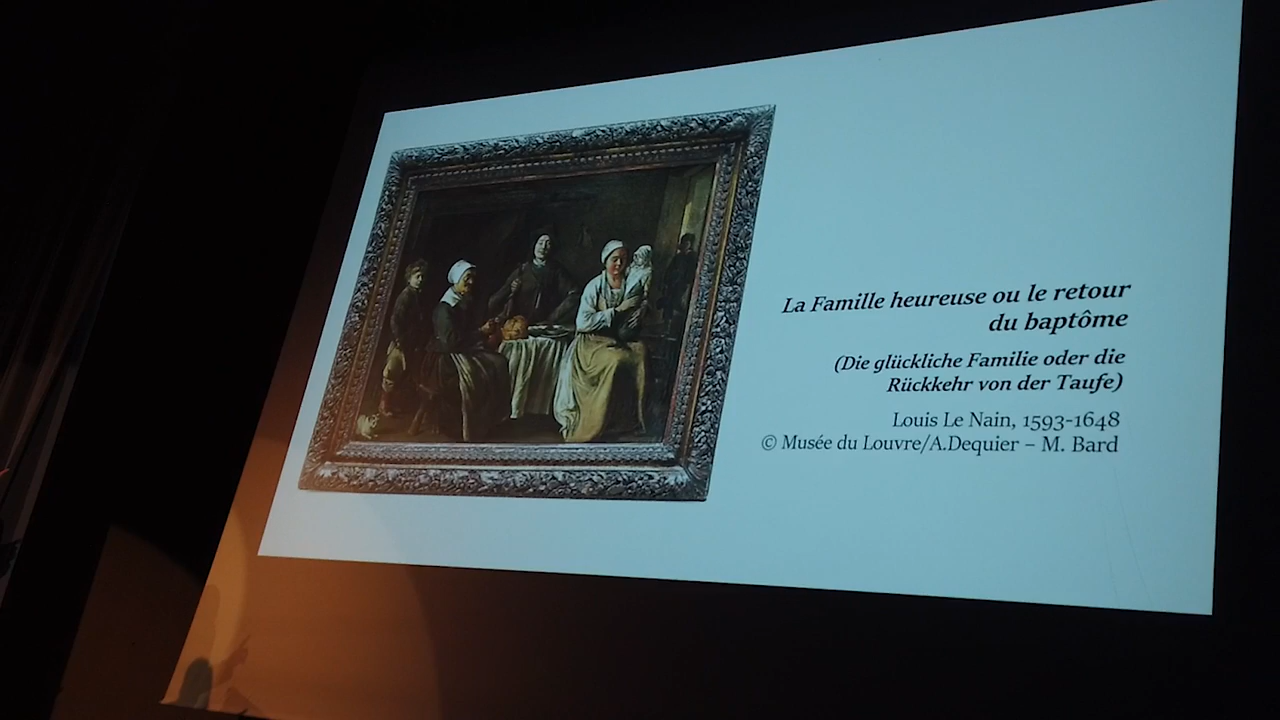 La Famille heureuse ou le retour
du baptôme
(Die glückliche Familie oder die
Rückkehr von der Taufe)
Louis Le Nain, 1593-1648
© Musée du Louvre/A.Dequier – M. Bard